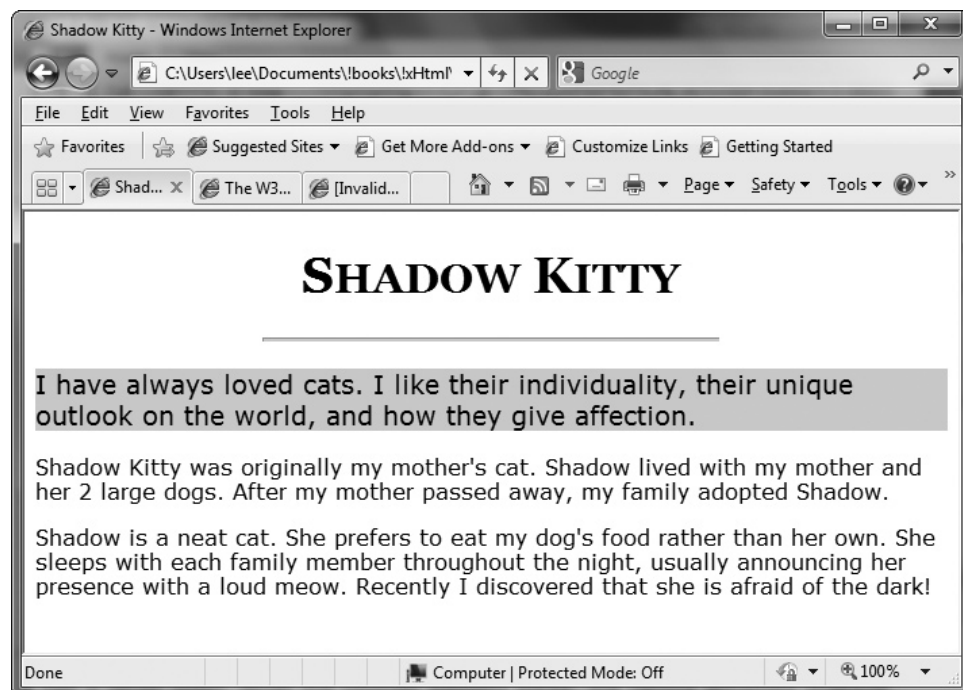 Shadow Kitty - Windows Internet Explorer
C:\Users\lee\Documents\!books\!xHtml\ Google
File Edit View Favorites Tools Help
Favorites Suggested Sites Get More Add-ons Customize Links Getting Started
Shad... The W3... [Invalid... Page Safety Tools
SHADOW KITTY
I have always loved cats. I like their individuality, their unique
outlook on the world, and how they give affection.
Shadow Kitty was originally my mother's cat. Shadow lived with my mother and
her 2 large dogs. After my mother passed away, my family adopted Shadow.
Shadow is a neat cat. She prefers to eat my dog's food rather than her own. She
sleeps with each family member throughout the night, usually announcing her
presence with a loud meow. Recently I discovered that she is afraid of the dark!
Done Computer | Protected Mode: Off 100%